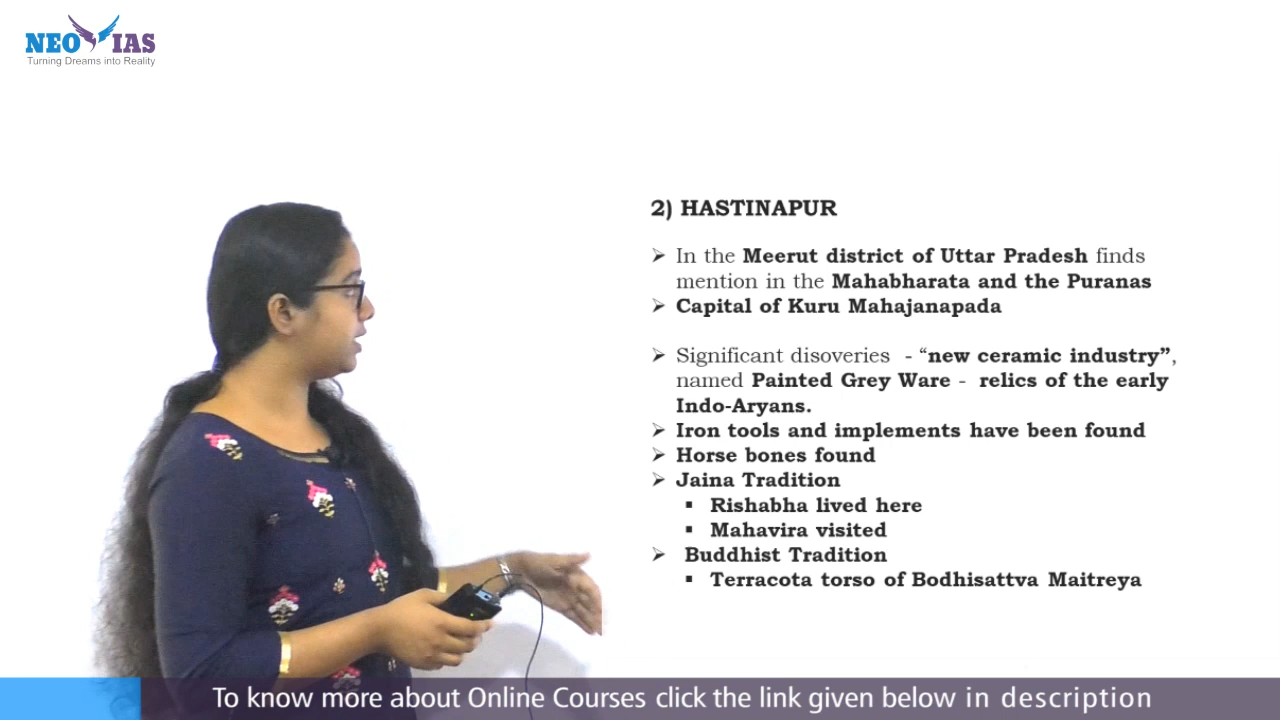 NEO IAS
Turning Dreams into Reality
2) HASTINAPUR
➢ In the Meerut district of Uttar Pradesh finds
mention in the Mahabharata and the Puranas
➢ Capital of Kuru Mahajanapada
➢ Significant disoveries - “new ceramic industry”,
named Painted Grey Ware - relics of the early
Indo-Aryans.
➢ Iron tools and implements have been found
➢ Horse bones found
➢ Jaina Tradition
▪ Rishabha lived here
▪ Mahavira visited
➢ Buddhist Tradition
▪ Terracota torso of Bodhisattva Maitreya
To know more about Online Courses click the link given below in description